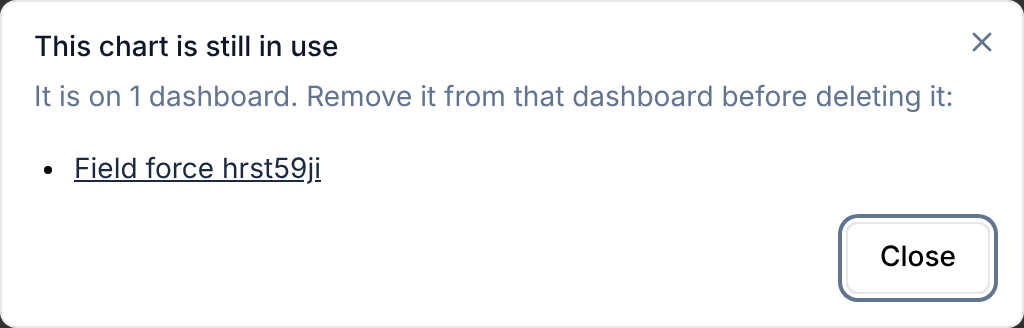 This chart is still in use
It is on 1 dashboard. Remove it from that dashboard before deleting it:
Field force hrst59ji
Close